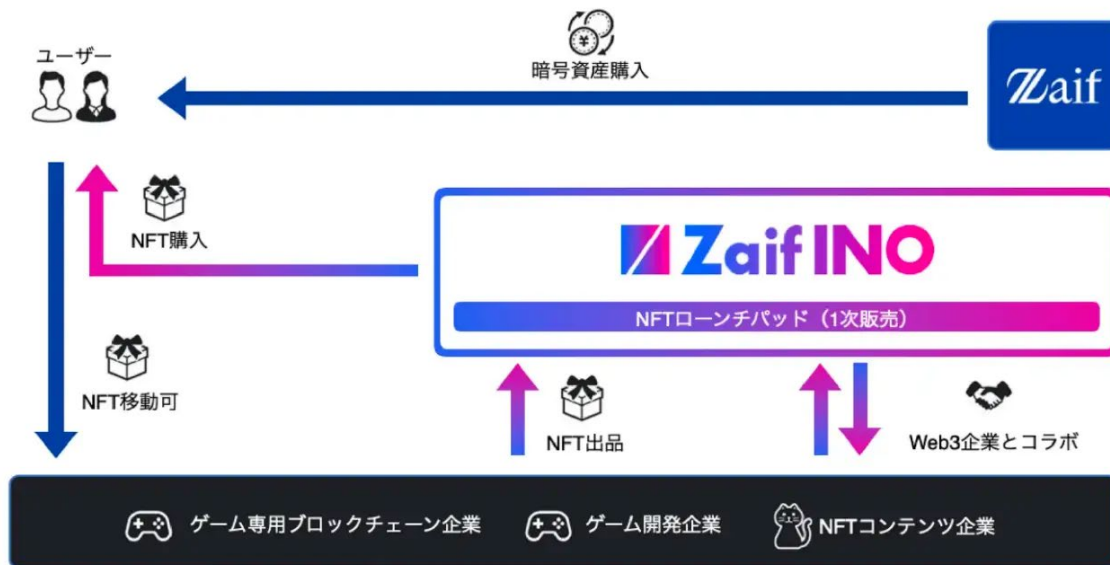 ユーザー
暗号資産購入
Zaif
NFT購入
Zaif INO
NFTローンチパッド（1次販売）
NFT移動可
NFT出品
Web3企業とコラボ
ゲーム専用ブロックチェーン企業
ゲーム開発企業
NFTコンテンツ企業